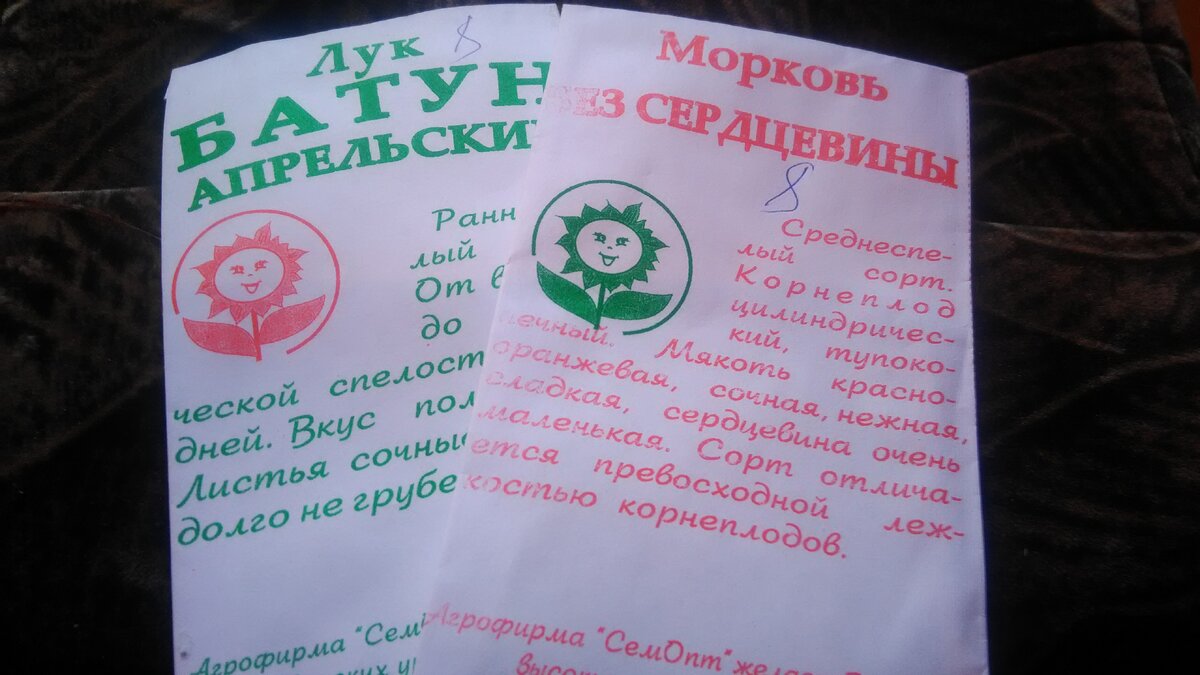 Лук 8
БАТУН
АПРЕЛЬСКИ
Ранн
лый
От в
до
ческой спелост
дней. Вкус пол
Листья сочные
долго не грубе
Агрофирма "Сем
Морковь
БЕЗ СЕРДЦЕВИНЫ
8
Среднеспе-
лый сорт.
Корнеплод
цилиндричес-
кий, тупоко-
нечный. Мякоть красно-
оранжевая, сочная, нежная,
сладкая, сердцевина очень
маленькая. Сорт отлича-
ется превосходной леж-
костью корнеплодов.
Агрофирма "СемОпт" желает